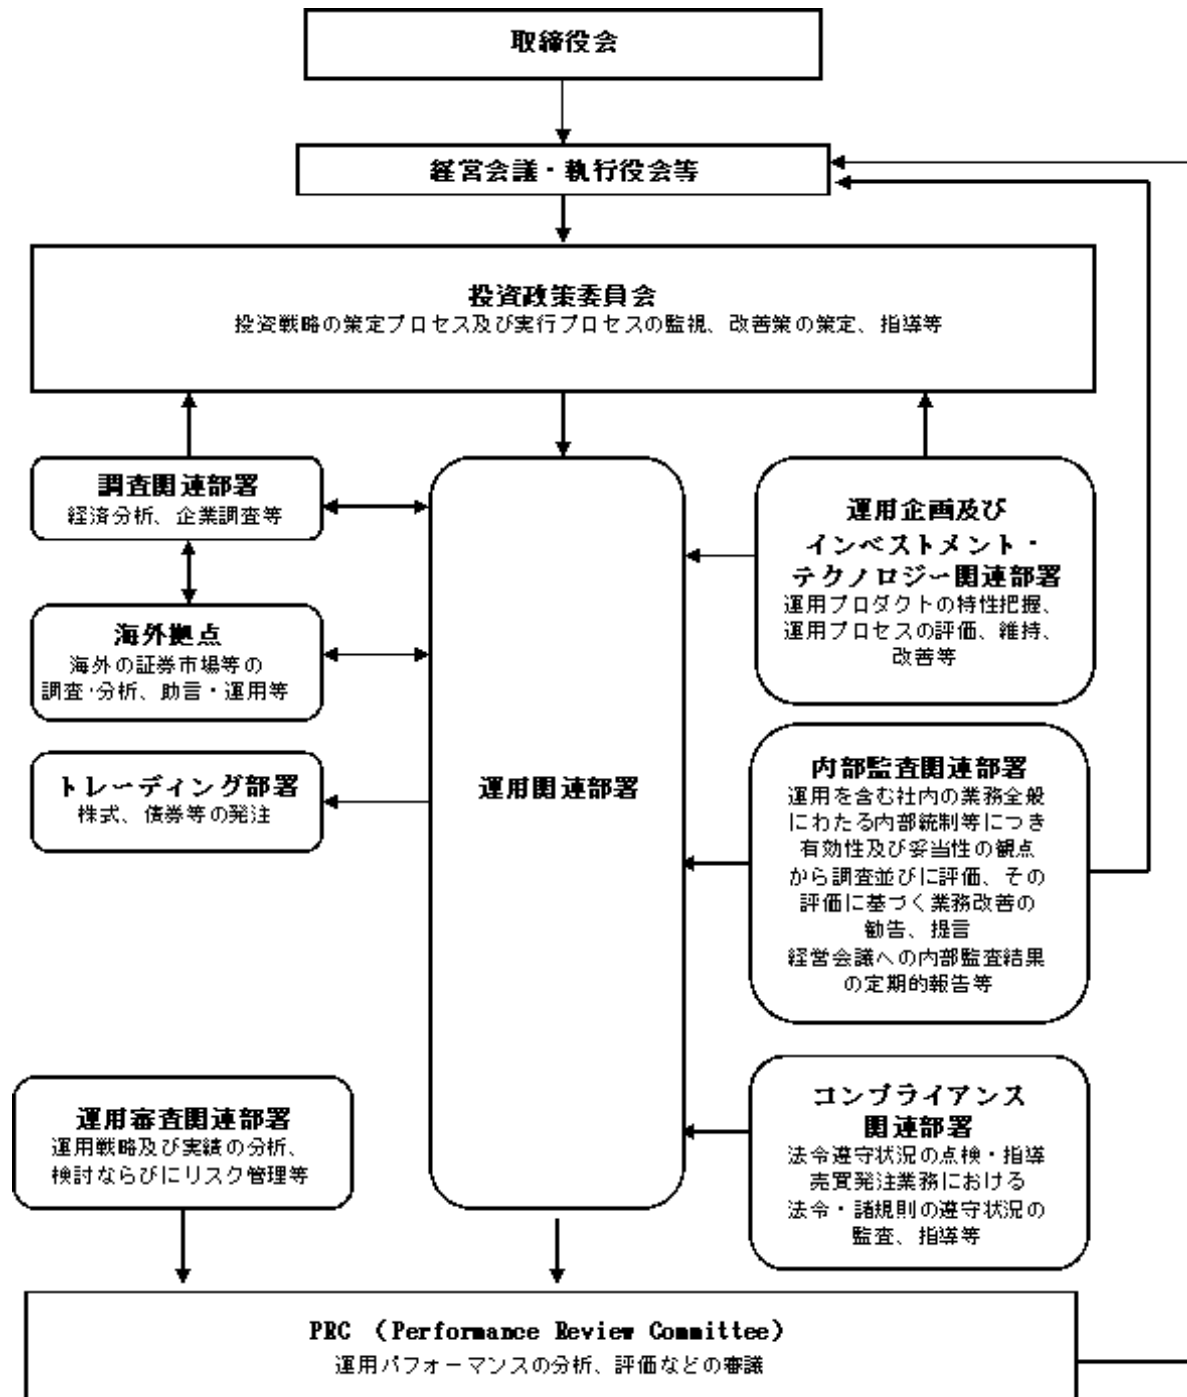 取締役会
経営会議・執行役会等
投資政策委員会
投資戦略の策定プロセス及び実行プロセスの監視、改善策の策定、指導等
調査関連部署
経済分析、企業調査等
海外拠点
海外の証券市場等の
調査・分析、助言・運用等
トレーディング部署
株式、債券等の発注
運用審査関連部署
運用戦略及び実績の分析、
検討ならびにリスク管理等
運用関連部署
運用企画及び
インベストメント・
テクノロジー関連部署
運用プロダクトの特性把握、
運用プロセスの評価、維持、
改善等
内部監査関連部署
運用を含む社内の業務全般
にわたる内部統制等につき
有効性及び妥当性の観点
から調査並びに評価、その
評価に基づく業務改善の
勧告、提言
経営会議への内部監査結果
の定期的報告等
コンプライアンス
関連部署
法令遵守状況の点検・指導
売買発注業務における
法令・諸規則の遵守状況の
監査、指導等
PRC （Performance Review Committee）
運用パフォーマンスの分析、評価などの審議